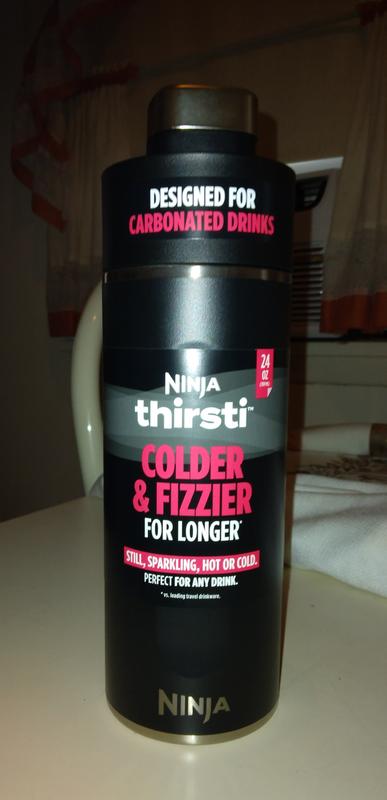 DESIGNED FOR
CARBONATED DRINKS
24
OZ
NINJA
thirsti™
COLDER
& FIZZIER
FOR LONGER*
STILL, SPARKLING, HOT OR COLD.
PERFECT FOR ANY DRINK.
* vs. leading travel drinkware.
NINJA